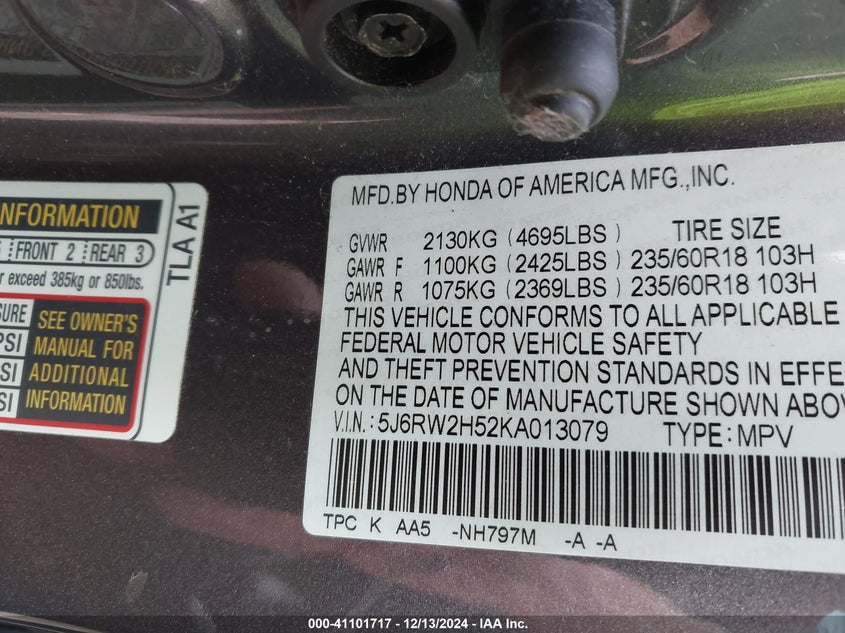 INFORMATION
FRONT 2 REAR 3
exceed 385kg or 850lbs.
SEE OWNER'S
PSI MANUAL FOR
ADDITIONAL
INFORMATION
TLA A1
MFD.BY HONDA OF AMERICA MFG.,INC.
GVWR 2130KG (4695LBS) TIRE SIZE
GAWR F 1100KG (2425LBS) 235/60R18 103H
GAWR R 1075KG (2369LBS) 235/60R18 103H
THIS VEHICLE CONFORMS TO ALL APPLICABLE
FEDERAL MOTOR VEHICLE SAFETY
AND THEFT PREVENTION STANDARDS IN EFFE
ON THE DATE OF MANUFACTURE SHOWN ABOV
V.I.N.: 5J6RW2H52KA013079 TYPE: MPV
TPC K AA5 -NH797M -A -A
000-41101717 - 12/13/2024 - IAA Inc.